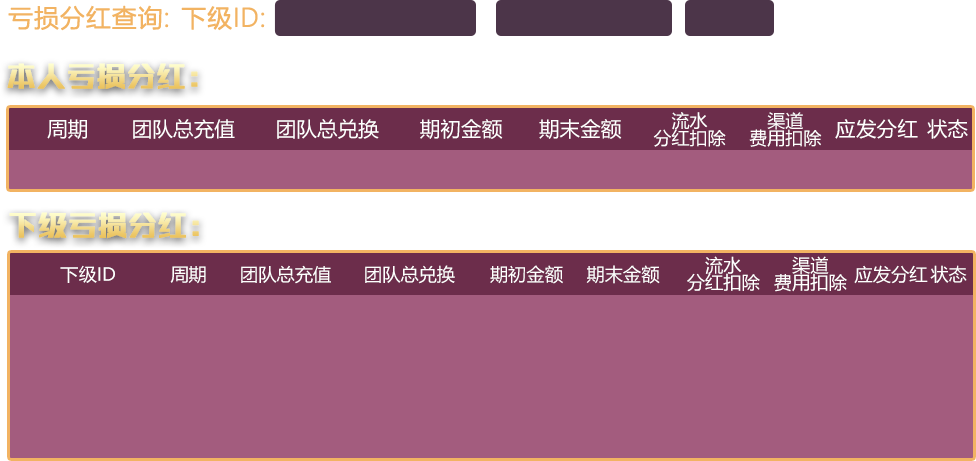 亏损分红查询: 下级ID:
本人亏损分红:
周期 团队总充值 团队总兑换 期初金额 期末金额 流水分红扣除 渠道费用扣除 应发分红 状态
下级亏损分红:
下级ID 周期 团队总充值 团队总兑换 期初金额 期末金额 流水分红扣除 渠道费用扣除 应发分红 状态